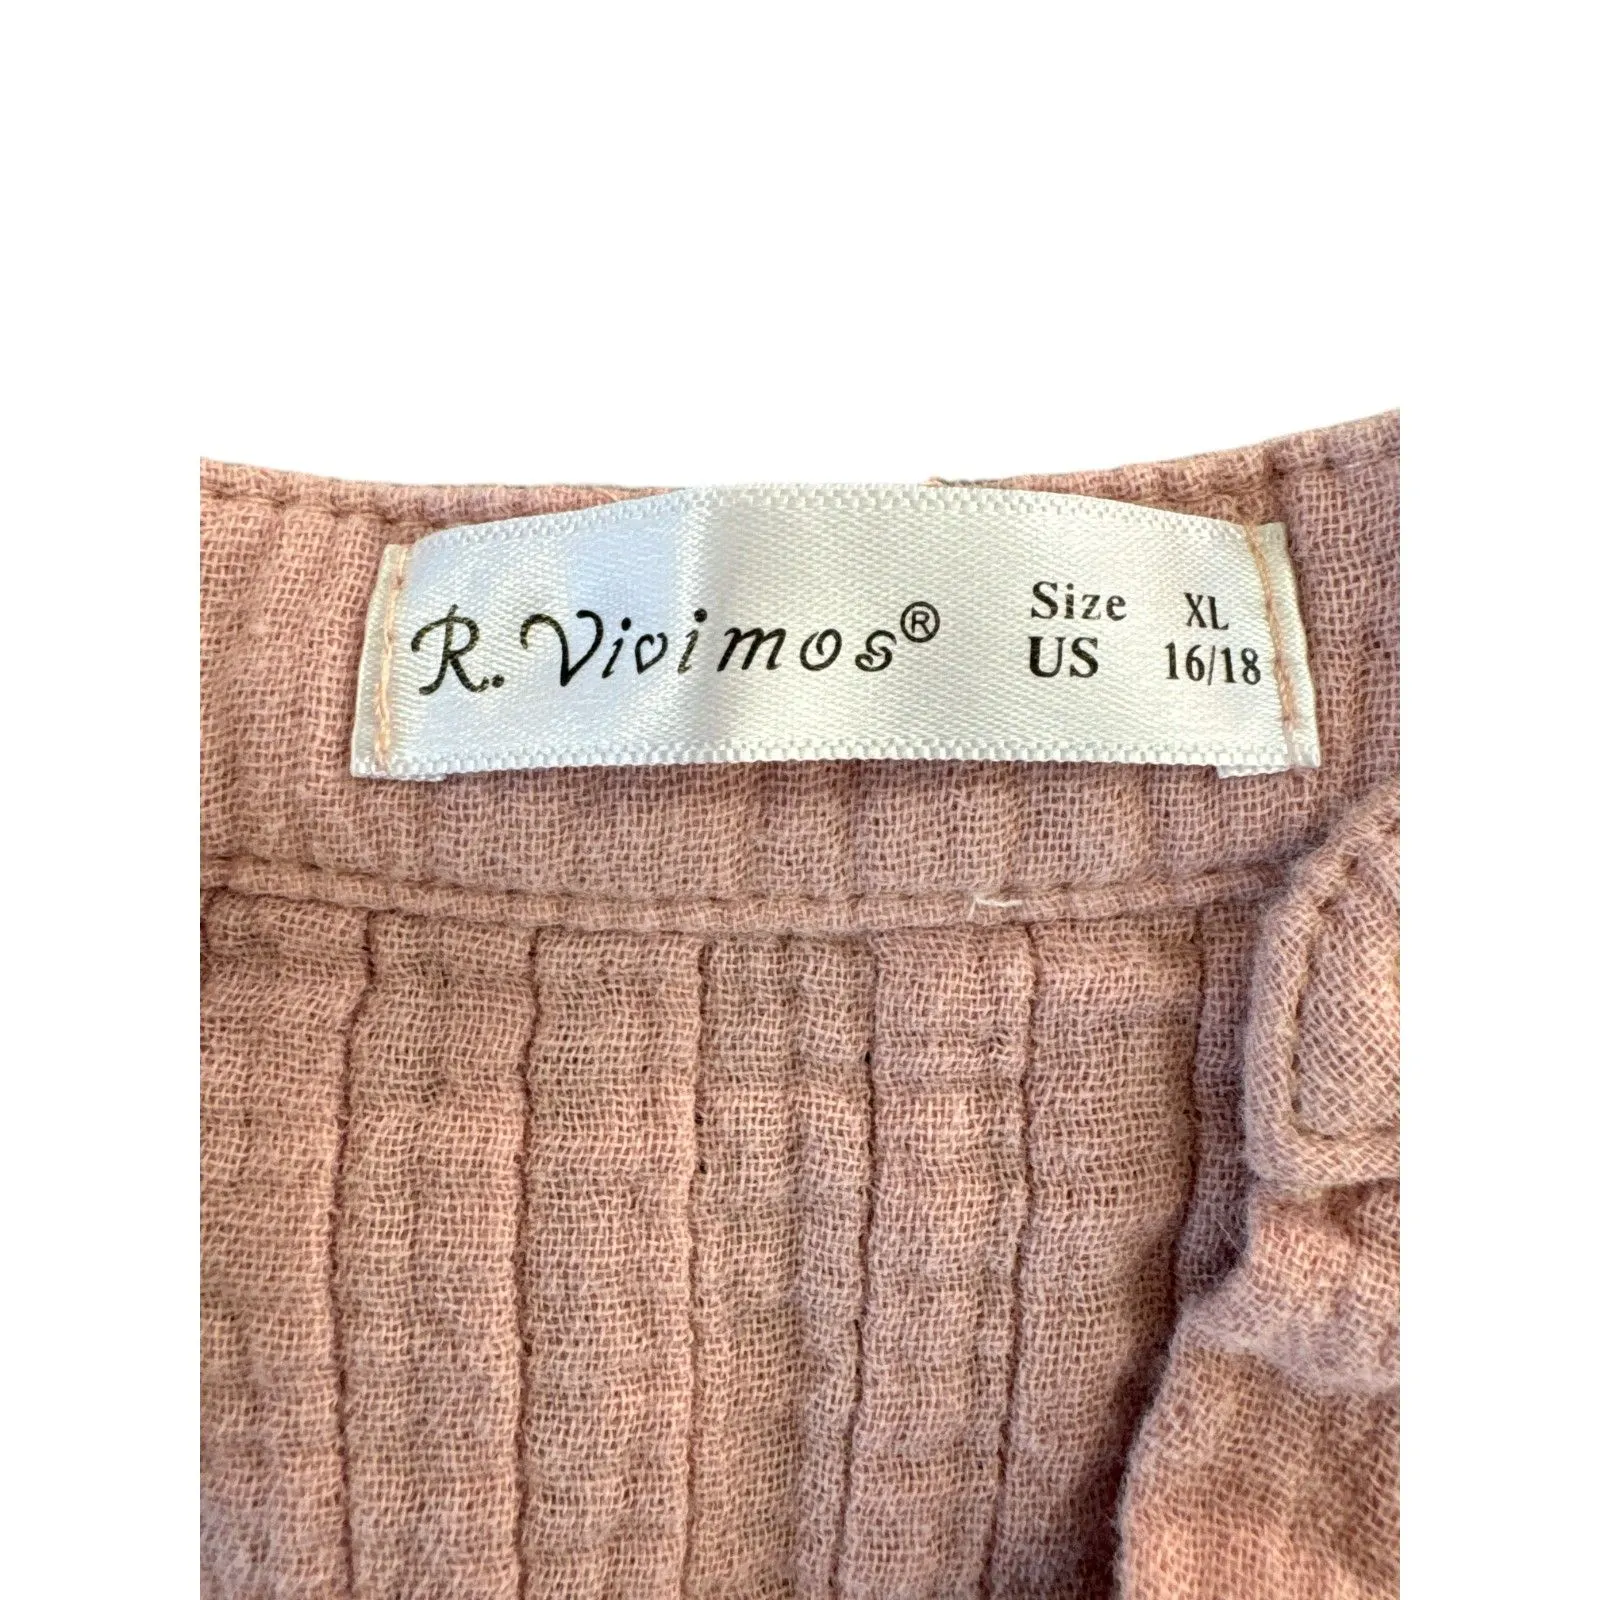 R. Vivimos®
Size XL
US 16/18